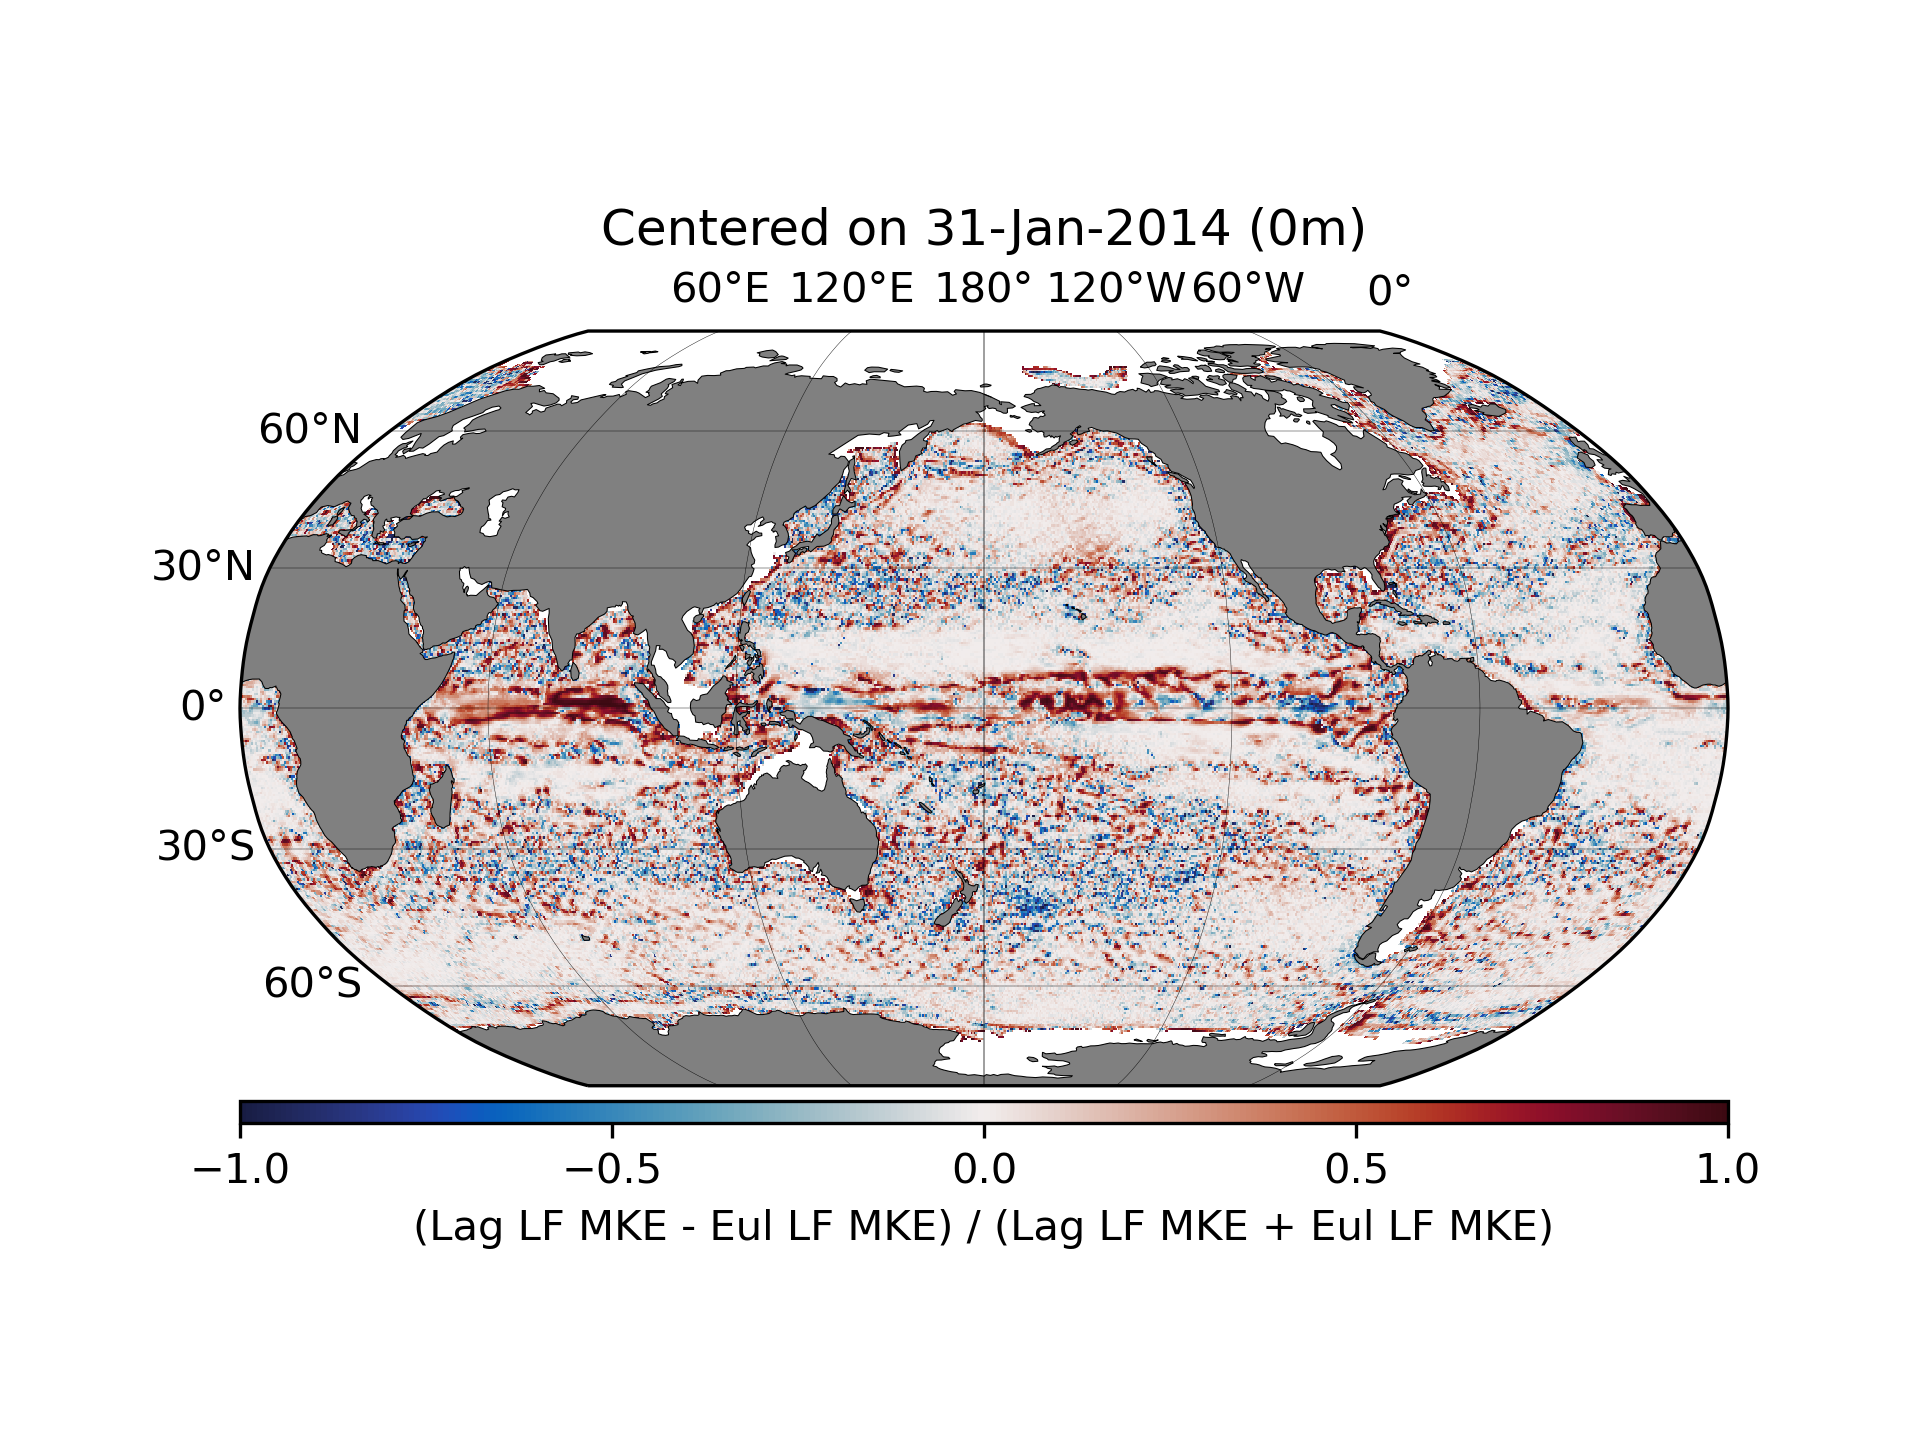 Centered on 31-Jan-2014 (0m)
60°E 120°E 180° 120°W 60°W 0°
60°N
30°N
0°
30°S
60°S
−1.0 −0.5 0.0 0.5 1.0
(Lag LF MKE - Eul LF MKE) / (Lag LF MKE + Eul LF MKE)